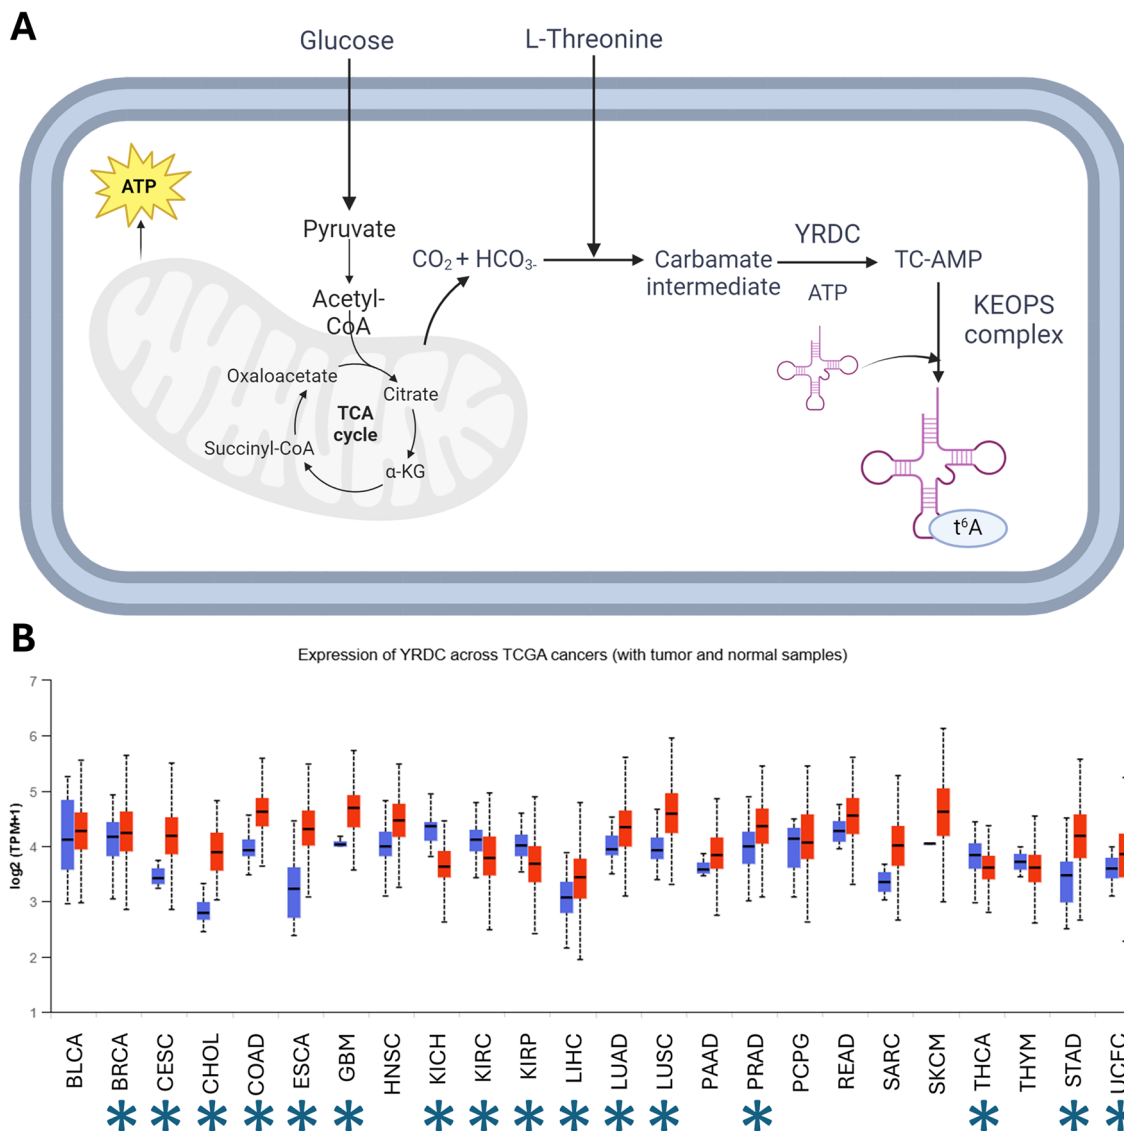 A
Glucose
L-Threonine
ATP
Pyruvate
CO₂ + HCO₃-
Carbamate
intermediate
YRDC
ATP
TC-AMP
KEOPS
complex
Acetyl-
CoA
Oxaloacetate
Citrate
TCA
cycle
Succinyl-CoA
α-KG
t⁶A
B
Expression of YRDC across TCGA cancers (with tumor and normal samples)
log2 (TPM+1)
7
6
5
4
3
2
1
BLCA
BRCA
CESC
CHOL
COAD
ESCA
GBM
HNSC
KICH
KIRC
KIRP
LIHC
LUAD
LUSC
PAAD
PRAD
PCPG
READ
SARC
SKCM
THCA
THYM
STAD
* * * * * * * * * * * * * * * *